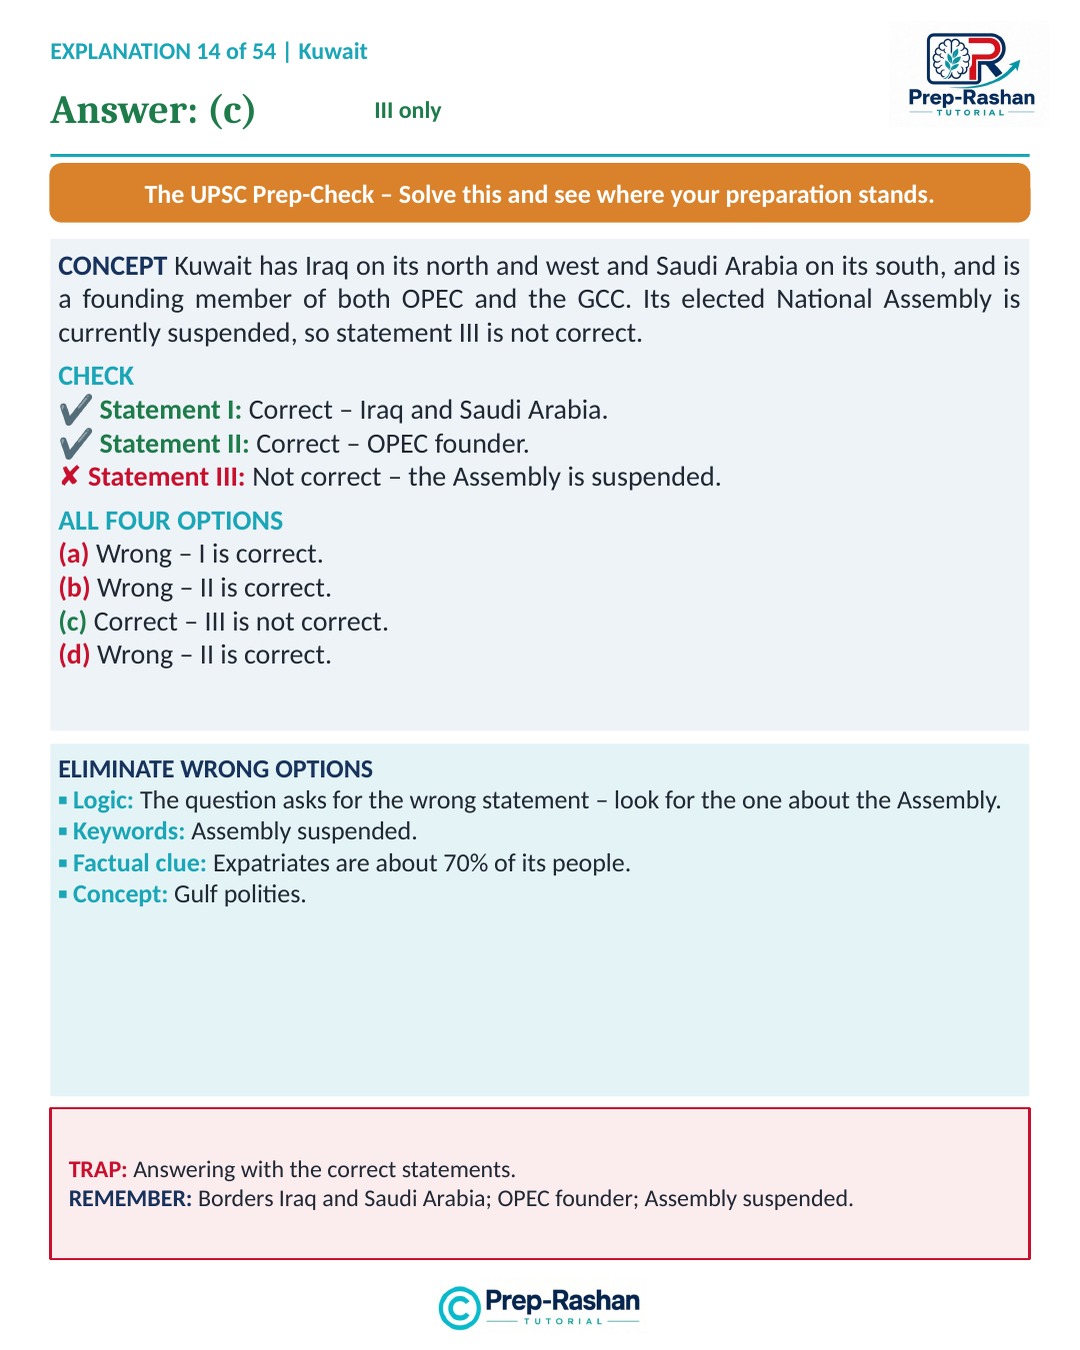 EXPLANATION 14 of 54 | Kuwait
Prep-Rashan
TUTORIAL
Answer: (c) III only
The UPSC Prep-Check – Solve this and see where your preparation stands.
CONCEPT Kuwait has Iraq on its north and west and Saudi Arabia on its south, and is
a founding member of both OPEC and the GCC. Its elected National Assembly is
currently suspended, so statement III is not correct.
CHECK
✔ Statement I: Correct – Iraq and Saudi Arabia.
✔ Statement II: Correct – OPEC founder.
✘ Statement III: Not correct – the Assembly is suspended.
ALL FOUR OPTIONS
(a) Wrong – I is correct.
(b) Wrong – II is correct.
(c) Correct – III is not correct.
(d) Wrong – II is correct.
ELIMINATE WRONG OPTIONS
▪ Logic: The question asks for the wrong statement – look for the one about the Assembly.
▪ Keywords: Assembly suspended.
▪ Factual clue: Expatriates are about 70% of its people.
▪ Concept: Gulf polities.
TRAP: Answering with the correct statements.
REMEMBER: Borders Iraq and Saudi Arabia; OPEC founder; Assembly suspended.
© Prep-Rashan
TUTORIAL